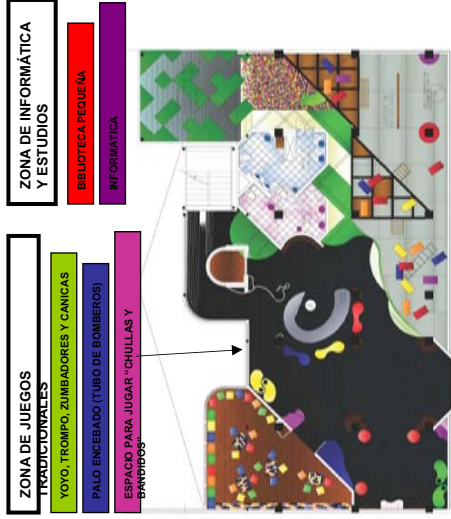 ZONA DE JUEGOS
TRADICIONALES
YOYO, TROMPO, ZUMBADORES Y CANICAS
PALO ENCEBADO (TUBO DE BOMBEROS)
ESPACIO PARA JUGAR "CHULLAS Y
BANDIDOS"
ZONA DE INFORMÁTICA
Y ESTUDIOS
BIBLIOTECA PEQUEÑA
INFORMÁTICA